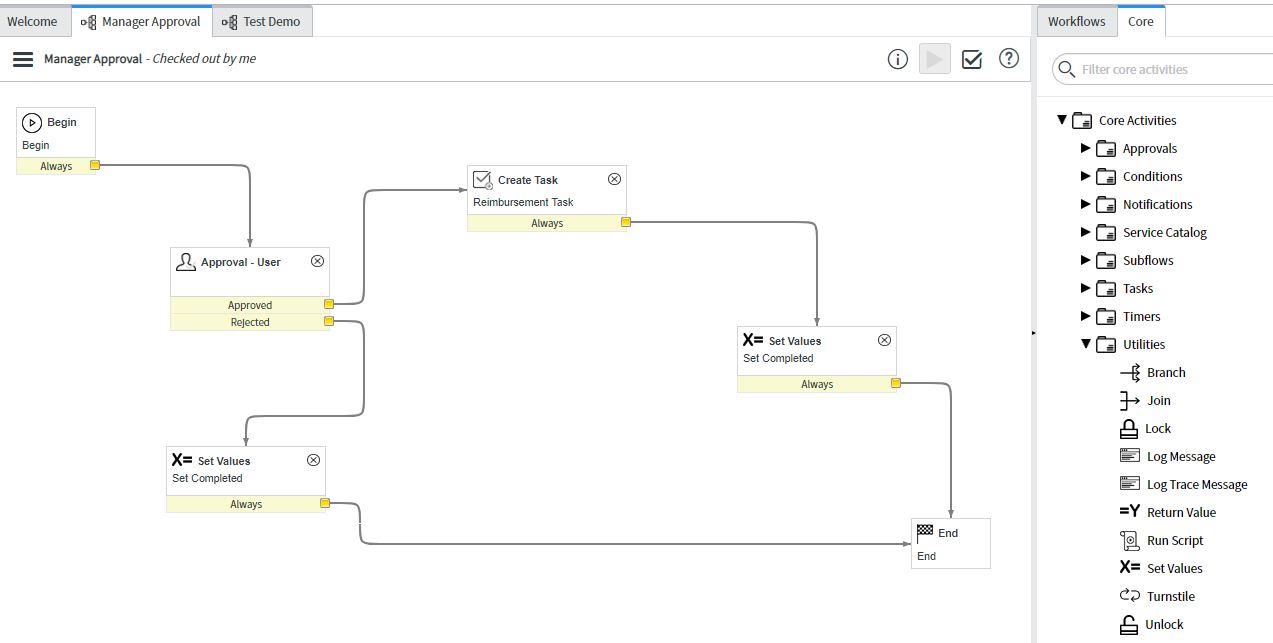 Welcome
Manager Approval
Test Demo
Workflows
Core
Manager Approval - Checked out by me
Filter core activities
Begin
Begin
Always
Create Task
Reimbursement Task
Always
Approval - User
Approved
Rejected
X= Set Values
Set Completed
Always
X= Set Values
Set Completed
Always
End
End
Core Activities
Approvals
Conditions
Notifications
Service Catalog
Subflows
Tasks
Timers
Utilities
Branch
Join
Lock
Log Message
Log Trace Message
=Y Return Value
Run Script
X= Set Values
Turnstile
Unlock